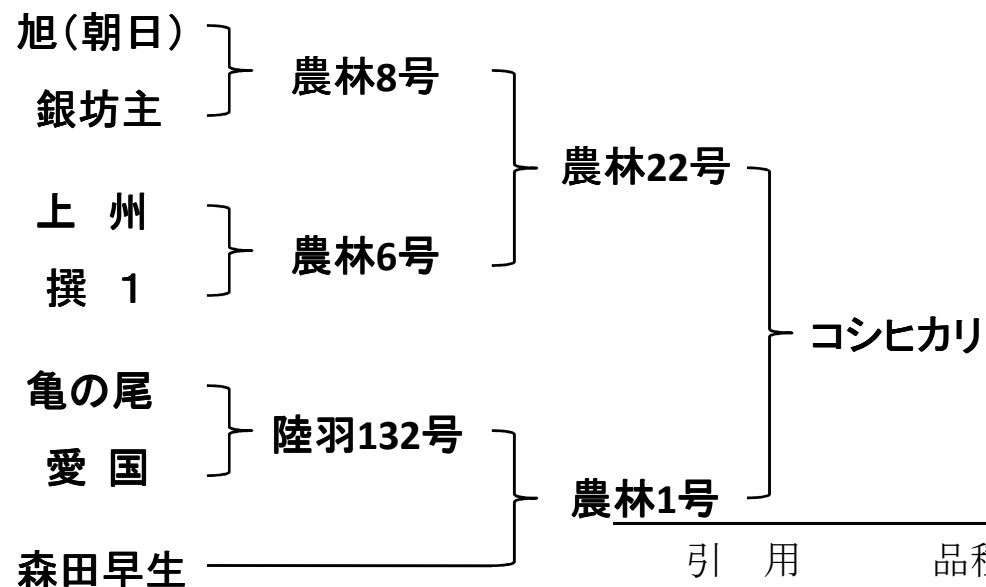 旭(朝日)
銀坊主
農林8号
上 州
撰 1
農林6号
農林22号
亀の尾
愛 国
陸羽132号
森田早生
農林1号
コシヒカリ
引 用 品種